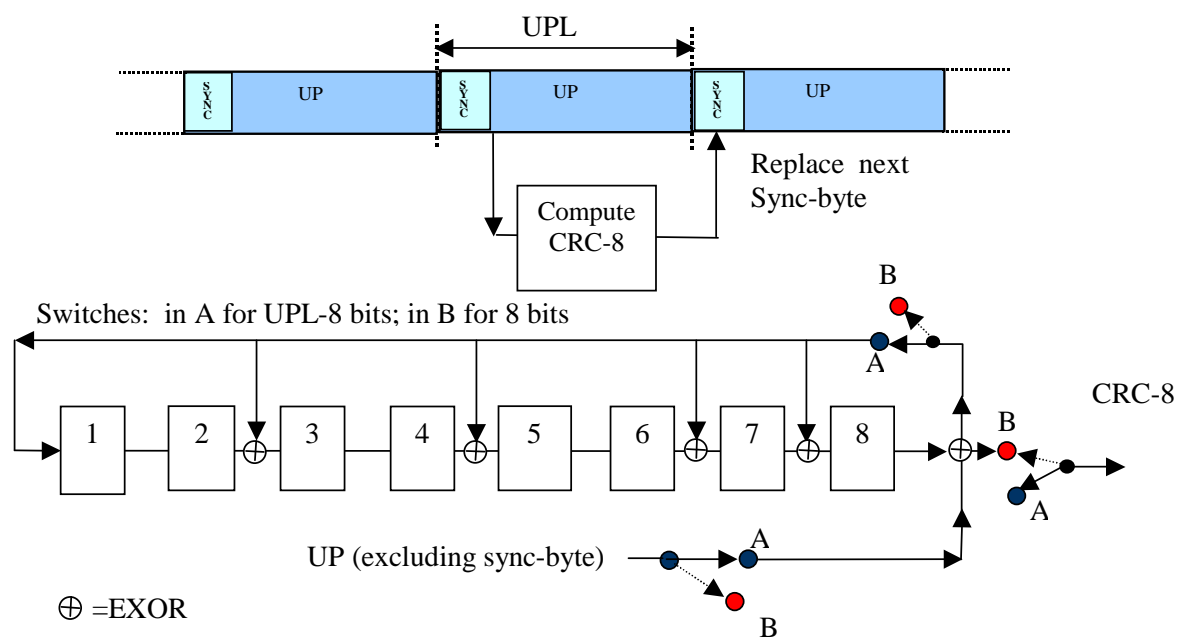 UPL
SYNC UP SYNC UP SYNC UP
Replace next
Sync-byte
Compute
CRC-8
B
Switches: in A for UPL-8 bits; in B for 8 bits
A
CRC-8
1 2 3 4 5 6 7 8
B
A
UP (excluding sync-byte)
A
B
⊕ =EXOR